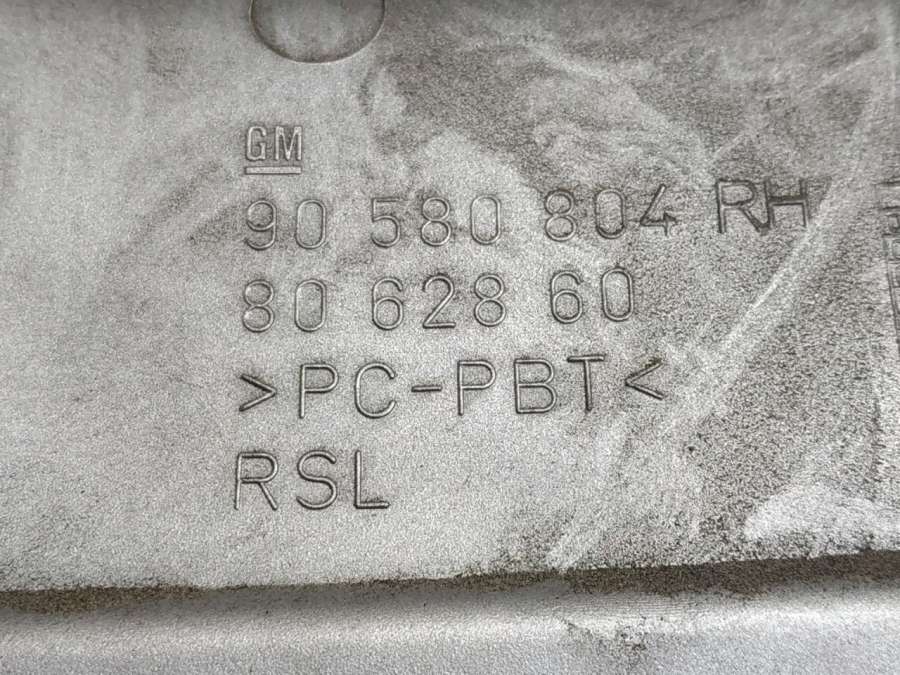 GM
90 580 804 RH
80 628 60
>PC-PBT<
RSL